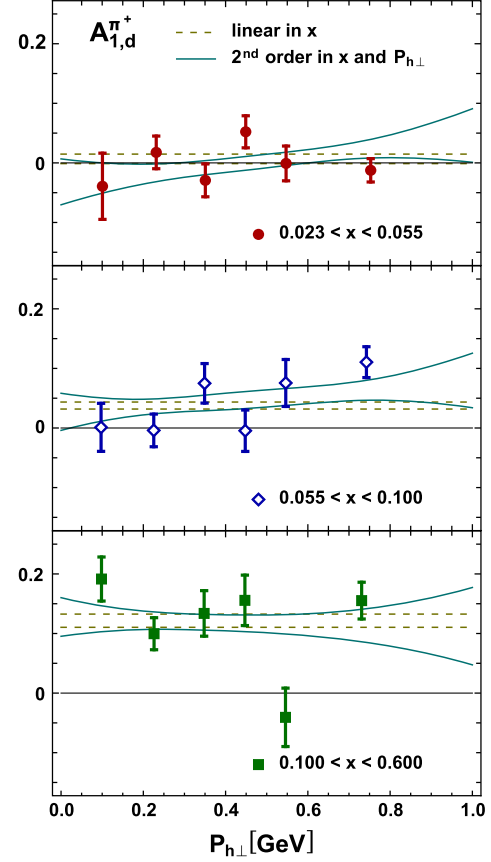 A^{π^+}_{1,d}
linear in x
2^{nd} order in x and P_{h⊥}
0.2
0
0.023 < x < 0.055
0.2
0
0.055 < x < 0.100
0.2
0
0.100 < x < 0.600
0.0 0.2 0.4 0.6 0.8 1.0
P_{h⊥}[GeV]